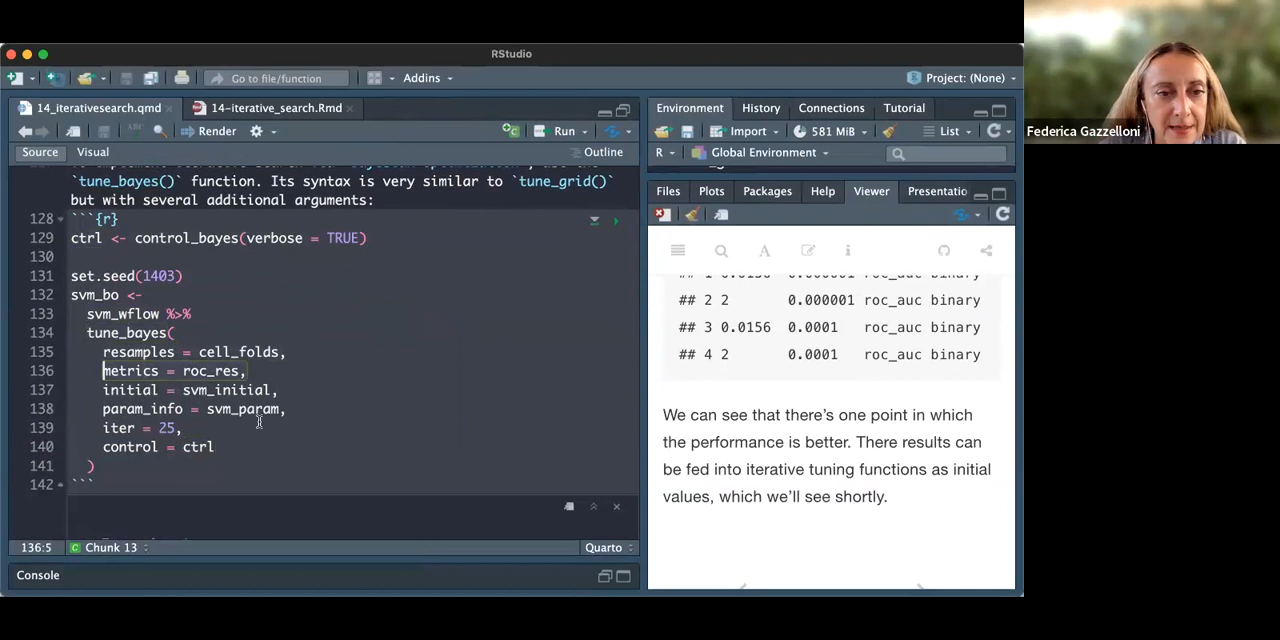 RStudio
Go to file/function
Addins
Project: (None)
14_iterativesearch.qmd
14-iterative_search.Rmd
Render
Run
Source
Visual
Outline
`tune_bayes()` function. Its syntax is very similar to `tune_grid()`
but with several additional arguments:
128 ```{r}
129 ctrl <- control_bayes(verbose = TRUE)
130
131 set.seed(1403)
132 svm_bo <-
133 svm_wflow %>%
134 tune_bayes(
135 resamples = cell_folds,
136 metrics = roc_res,
137 initial = svm_initial,
138 param_info = svm_param,
139 iter = 25,
140 control = ctrl
141 )
142 ```
136:5
Chunk 13
Quarto
Console
Environment
History
Connections
Tutorial
Import
581 MiB
List
R
Global Environment
Files
Plots
Packages
Help
Viewer
Presentatio
## 1 0.0156 0.000001 roc_auc binary
## 2 2 0.000001 roc_auc binary
## 3 0.0156 0.0001 roc_auc binary
## 4 2 0.0001 roc_auc binary
We can see that there's one point in which
the performance is better. There results can
be fed into iterative tuning functions as initial
values, which we'll see shortly.
Federica Gazzelloni